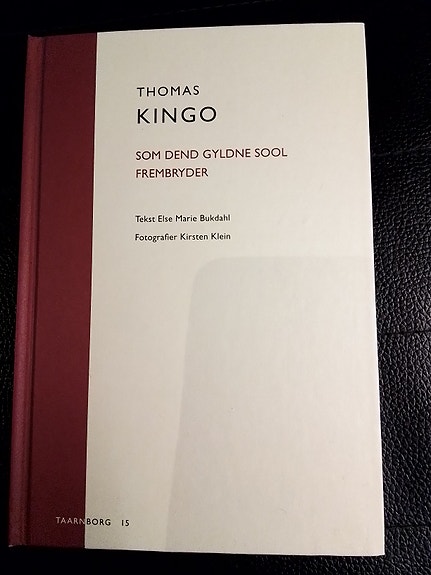 THOMAS
KINGO
SOM DEND GYLDNE SOOL
FREMBRYDER
Tekst Else Marie Bukdahl
Fotografier Kirsten Klein
TAARNBORG 15